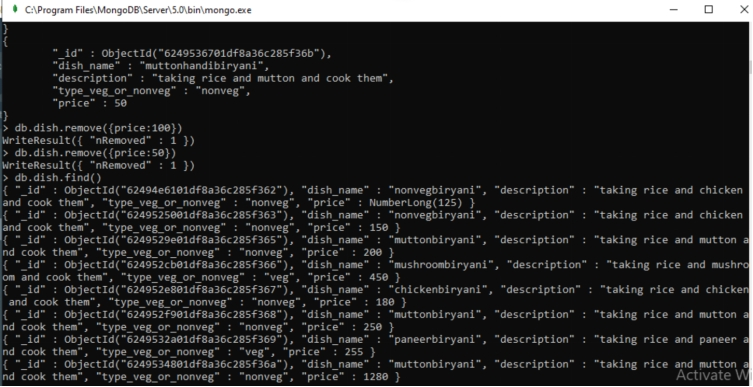 C:\Program Files\MongoDB\Server\5.0\bin\mongo.exe
}
{
"_id" : ObjectId("6249536701df8a36c285f36b"),
"dish_name" : "muttonhandibiryani",
"description" : "taking rice and mutton and cook them",
"type_veg_or_nonveg" : "nonveg",
"price" : 50
}
> db.dish.remove({price:100})
WriteResult({ "nRemoved" : 1 })
> db.dish.remove({price:50})
WriteResult({ "nRemoved" : 1 })
> db.dish.find()
{ "_id" : ObjectId("62494e6101df8a36c285f362"), "dish_name" : "nonvegbiryani", "description" : "taking rice and chicken
and cook them", "type_veg_or_nonveg" : "nonveg", "price" : NumberLong(125) }
{ "_id" : ObjectId("6249525001df8a36c285f363"), "dish_name" : "nonvegbiryani", "description" : "taking rice and chicken
and cook them", "type_veg_or_nonveg" : "nonveg", "price" : 150 }
{ "_id" : ObjectId("6249529e01df8a36c285f365"), "dish_name" : "muttonbiryani", "description" : "taking rice and mutton a
nd cook them", "type_veg_or_nonveg" : "nonveg", "price" : 200 }
{ "_id" : ObjectId("624952cb01df8a36c285f366"), "dish_name" : "mushroombiryani", "description" : "taking rice and mushro
om and cook them", "type_veg_or_nonveg" : "veg", "price" : 450 }
{ "_id" : ObjectId("624952e801df8a36c285f367"), "dish_name" : "chickenbiryani", "description" : "taking rice and chicken
and cook them", "type_veg_or_nonveg" : "nonveg", "price" : 180 }
{ "_id" : ObjectId("624952f901df8a36c285f368"), "dish_name" : "muttonbiryani", "description" : "taking rice and mutton a
nd cook them", "type_veg_or_nonveg" : "nonveg", "price" : 250 }
{ "_id" : ObjectId("6249532a01df8a36c285f369"), "dish_name" : "paneerbiryani", "description" : "taking rice and paneer a
nd cook them", "type_veg_or_nonveg" : "veg", "price" : 255 }
{ "_id" : ObjectId("6249534801df8a36c285f36a"), "dish_name" : "muttonbiryani", "description" : "taking rice and mutton a
nd cook them", "type_veg_or_nonveg" : "nonveg", "price" : 1280 }
Activate W